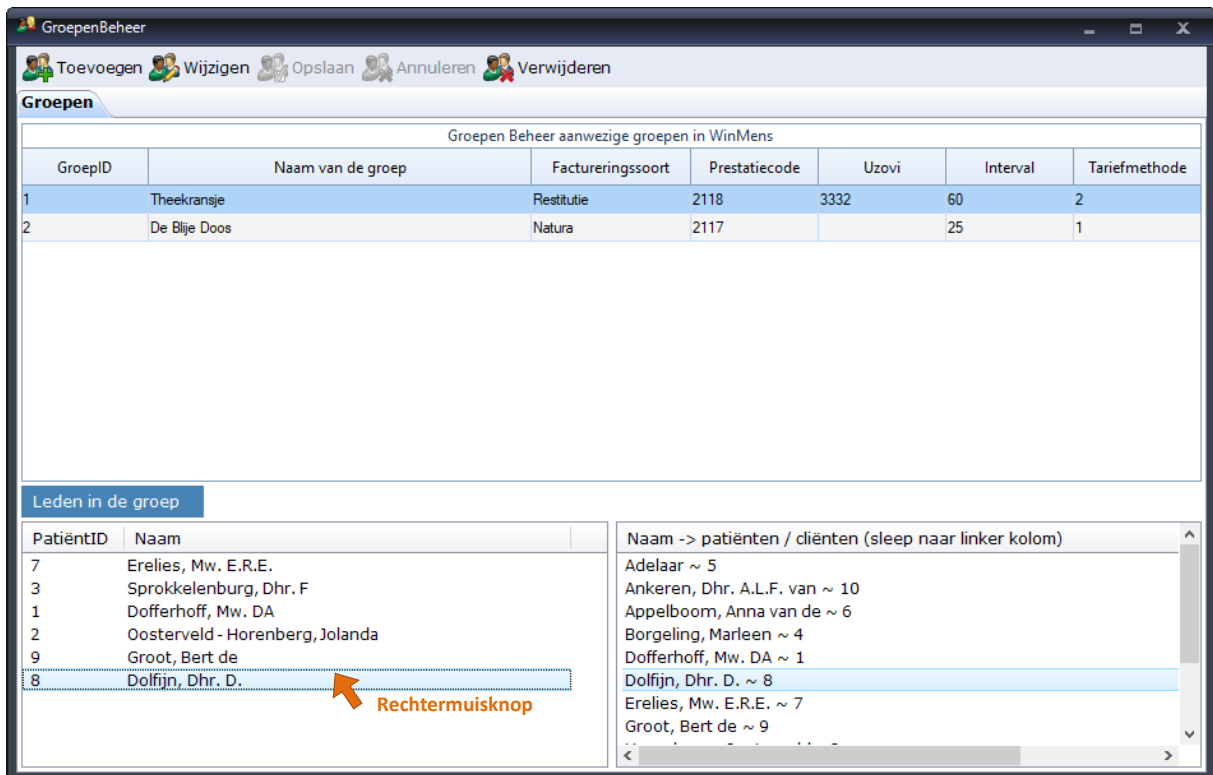 GroepenBeheer
Toevoegen Wijzigen Opslaan Annuleren Verwijderen
Groepen
Groepen Beheer aanwezige groepen in WinMens
GroepID Naam van de groep Factureringssoort Prestatiecode Uzovi Interval Tariefmethode
1 Theekransje Restitutie 2118 3332 60 2
2 De Blije Doos Natura 2117 25 1
Leden in de groep
PatiëntID Naam
7 Erelies, Mw. E.R.E.
3 Sprokkelenburg, Dhr. F
1 Dofferhoff, Mw. DA
2 Oosterveld - Horenberg, Jolanda
9 Groot, Bert de
8 Dolfijn, Dhr. D.
Rechtermuisknop
Naam -> patiënten / cliënten (sleep naar linker kolom)
Adelaar ~ 5
Ankeren, Dhr. A.L.F. van ~ 10
Appelboom, Anna van de ~ 6
Borgeling, Marleen ~ 4
Dofferhoff, Mw. DA ~ 1
Dolfijn, Dhr. D. ~ 8
Erelies, Mw. E.R.E. ~ 7
Groot, Bert de ~ 9